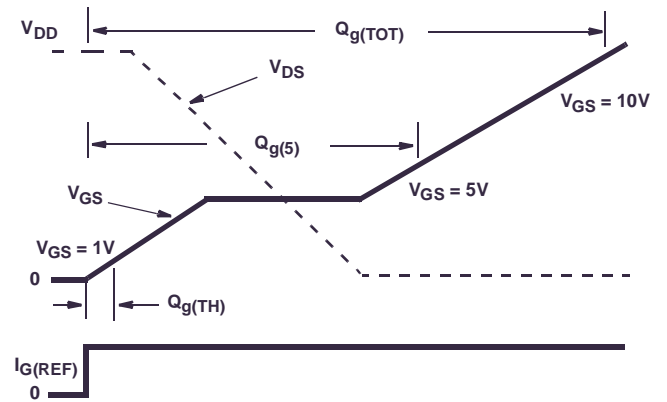 V_DD
Q_g(TOT)
V_DS
V_GS = 10V
Q_g(5)
V_GS
V_GS = 5V
V_GS = 1V
0
Q_g(TH)
I_G(REF)
0